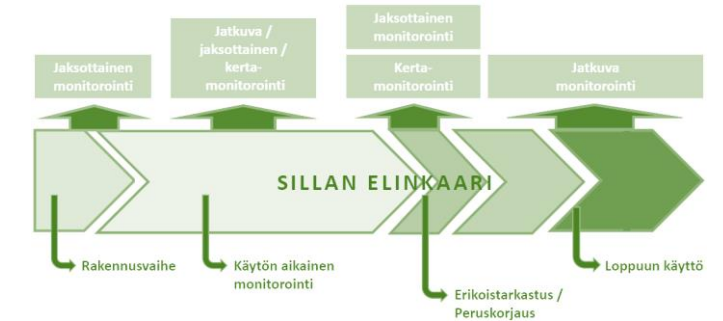 Jaksottainen
monitorointi
Jatkuva /
jaksottainen /
kerta-
monitorointi
Jaksottainen
monitorointi
Kerta-
monitorointi
Jatkuva
monitorointi
SILLAN ELINKAARI
Rakennusvaihe
Käytön aikainen
monitorointi
Erikoistarkastus /
Peruskorjaus
Loppuun käyttö